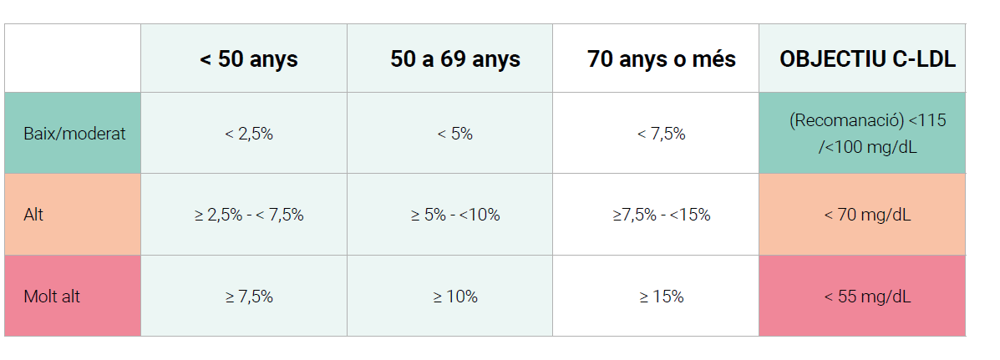 < 50 anys
50 a 69 anys
70 anys o més
OBJECTIU C-LDL
Baix/moderat
< 2,5%
< 5%
< 7,5%
(Recomanació) <115
/<100 mg/dL
Alt
≥ 2,5% - < 7,5%
≥ 5% - <10%
≥7,5% - <15%
< 70 mg/dL
Molt alt
≥ 7,5%
≥ 10%
≥ 15%
< 55 mg/dL